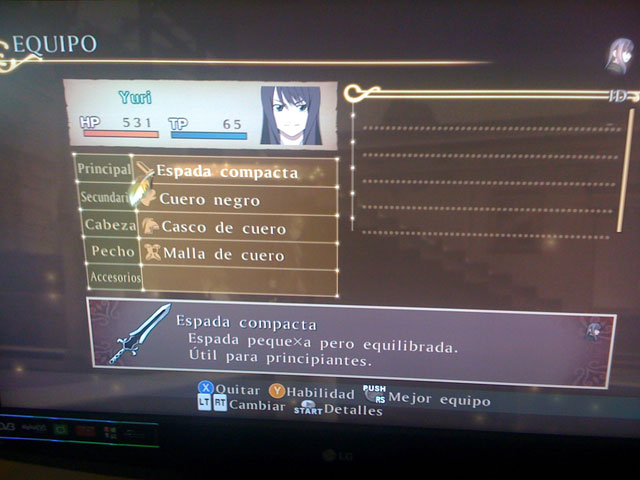 EQUIPO
Yuri
HP 531 TP 65
Principal Espada compacta
Secundari Cuero negro
Cabeza Casco de cuero
Pecho Malla de cuero
Accesorios
Espada compacta
Espada peque×a pero equilibrada.
Útil para principiantes.
X Quitar Y Habilidad PUSH RS Mejor equipo
LT RT Cambiar START Detalles
LG